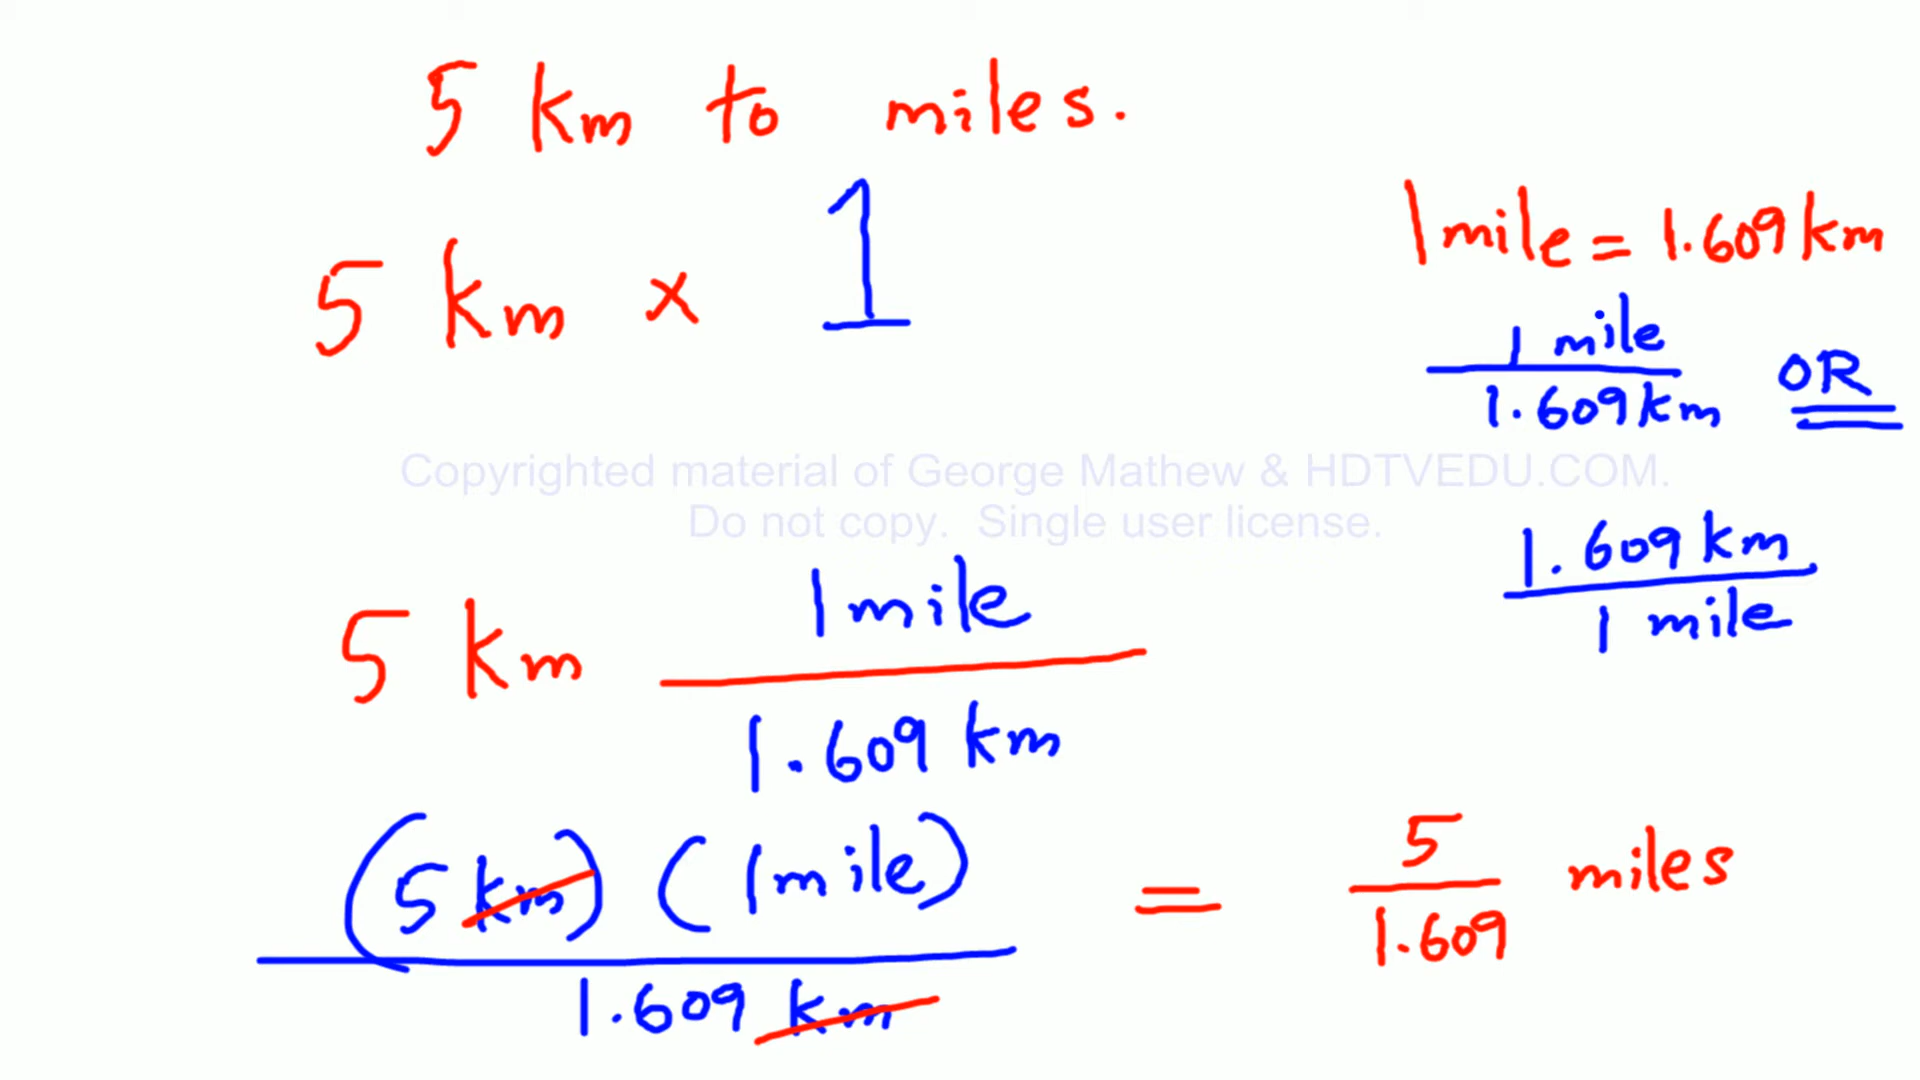 5 km to miles.
5 km x 1
1 mile = 1.609 km
1 mile
1.609 km OR
1.609 km
1 mile
Copyrighted material of George Mathew & HDTVEDU.COM.
Do not copy. Single user license.
5 km 1 mile
1.609 km
(5 km) (1 mile) = 5 miles
1.609 km 1.609